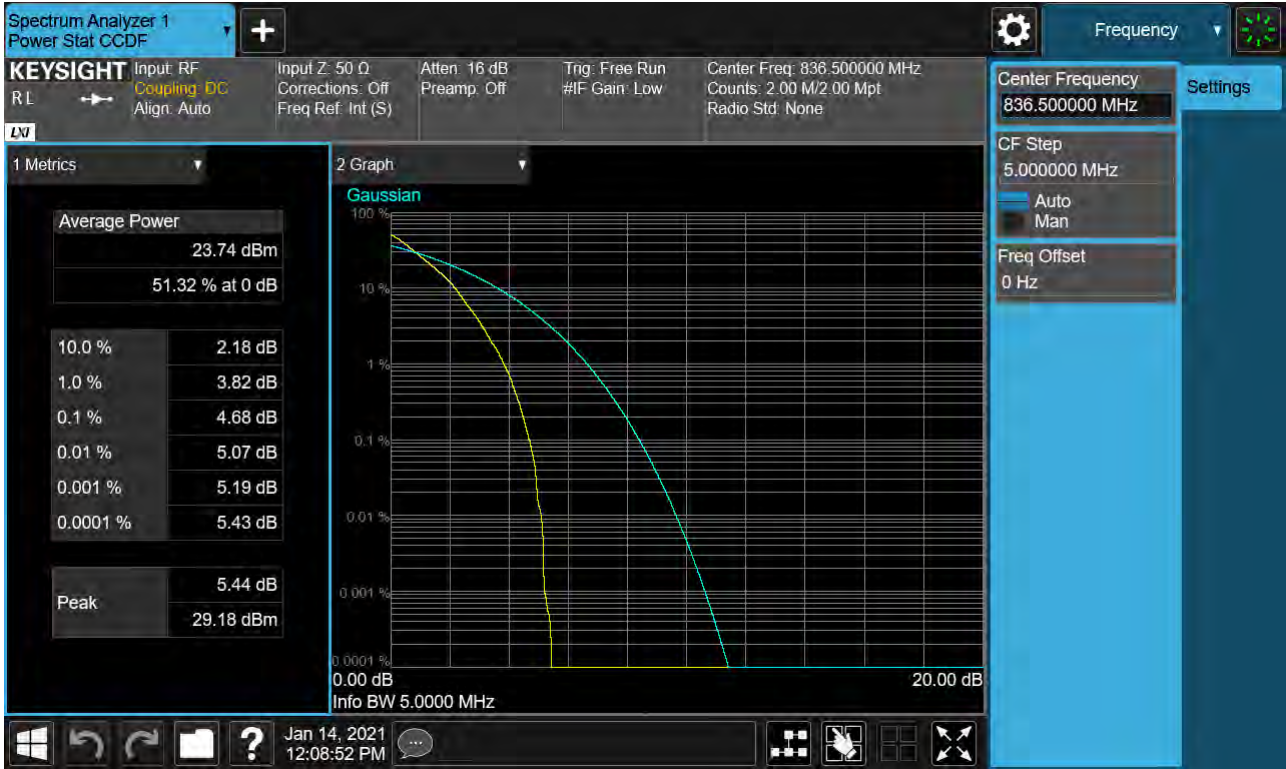 Spectrum Analyzer 1
Power Stat CCDF
Frequency
KEYSIGHT
R L
LXI
Input: RF
Coupling: DC
Align: Auto
Input Z: 50 Ω
Corrections: Off
Freq Ref: Int (S)
Atten: 16 dB
Preamp: Off
Trig: Free Run
#IF Gain: Low
Center Freq: 836.500000 MHz
Counts: 2.00 M/2.00 Mpt
Radio Std: None
Center Frequency
836.500000 MHz
Settings
CF Step
5.000000 MHz
Auto
Man
Freq Offset
0 Hz
1 Metrics
Average Power
23.74 dBm
51.32 % at 0 dB
10.0 % 2.18 dB
1.0 % 3.82 dB
0.1 % 4.68 dB
0.01 % 5.07 dB
0.001 % 5.19 dB
0.0001 % 5.43 dB
Peak
5.44 dB
29.18 dBm
2 Graph
Gaussian
100 %
10 %
1 %
0.1 %
0.01 %
0.001 %
0.0001 %
0.00 dB 20.00 dB
Info BW 5.0000 MHz
?
Jan 14, 2021
12:08:52 PM